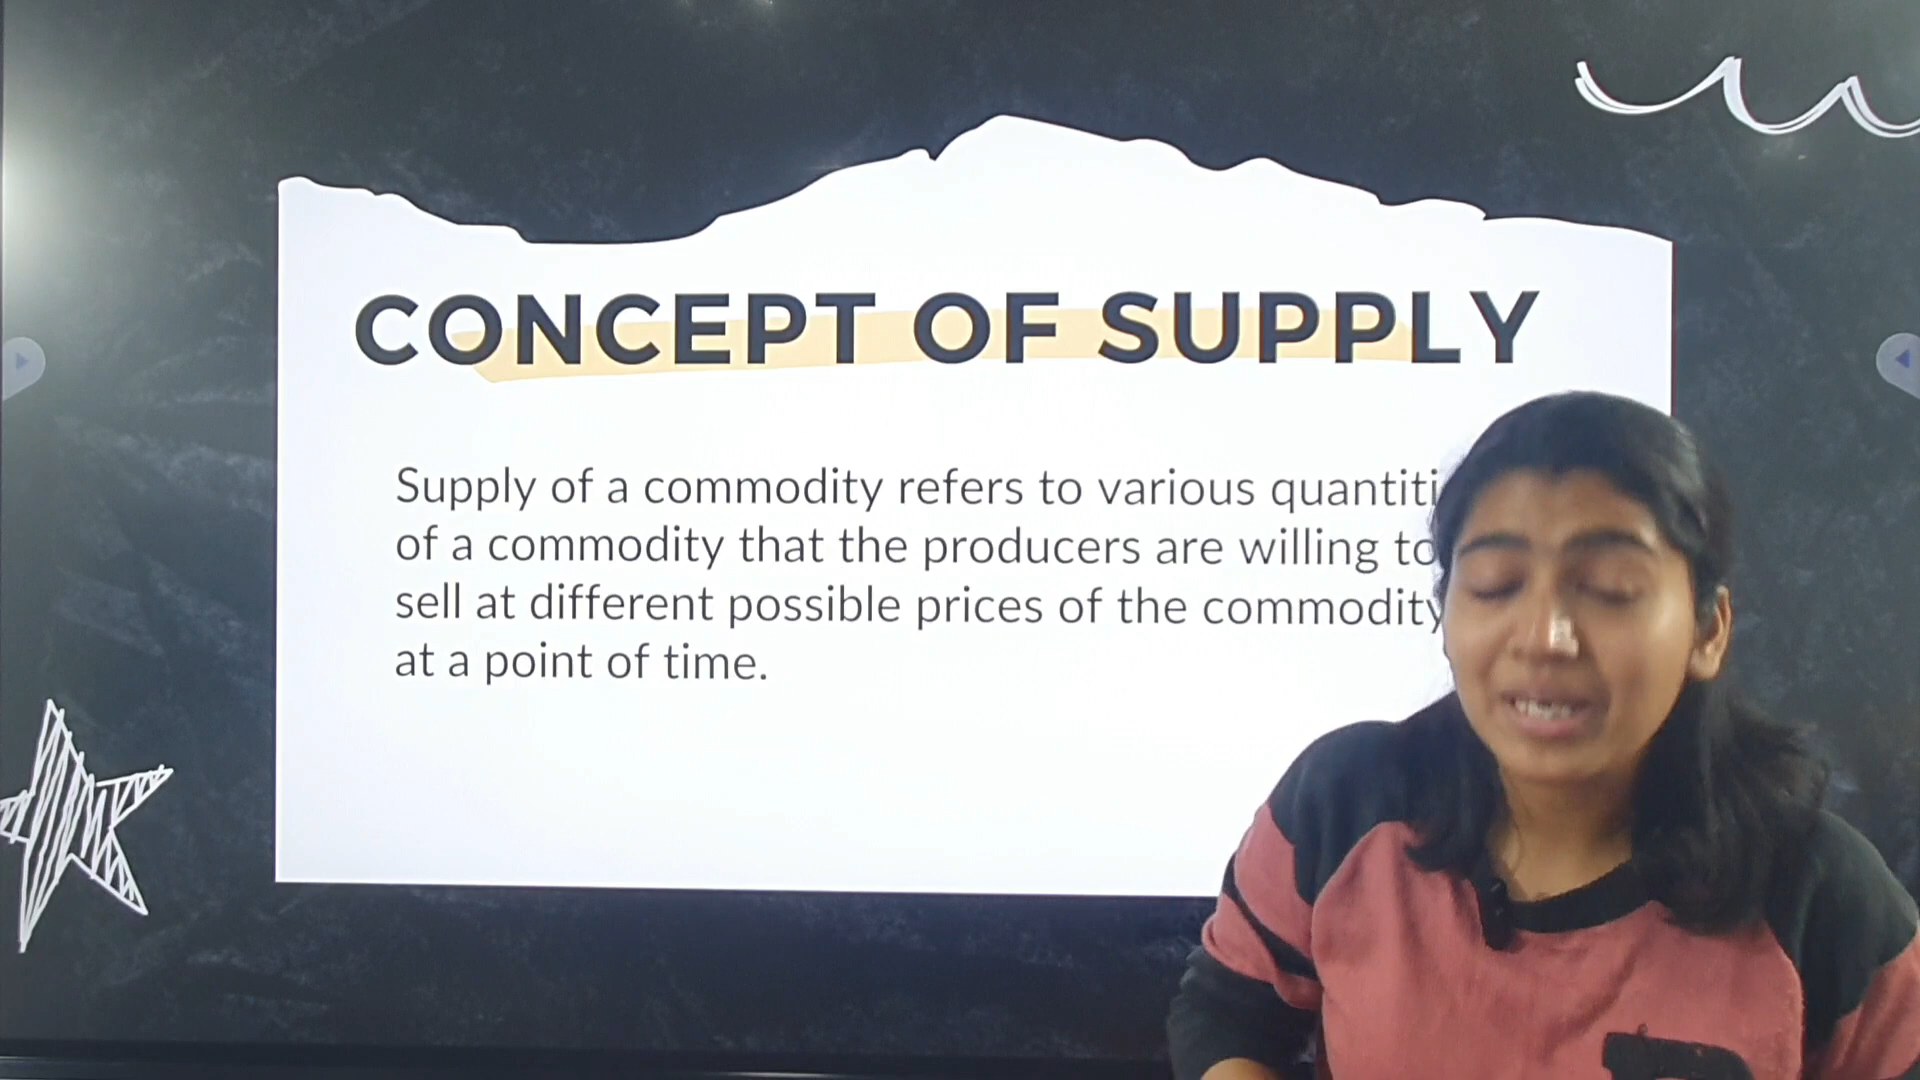 CONCEPT OF SUPPLY
Supply of a commodity refers to various quantiti
of a commodity that the producers are willing to
sell at different possible prices of the commodity
at a point of time.